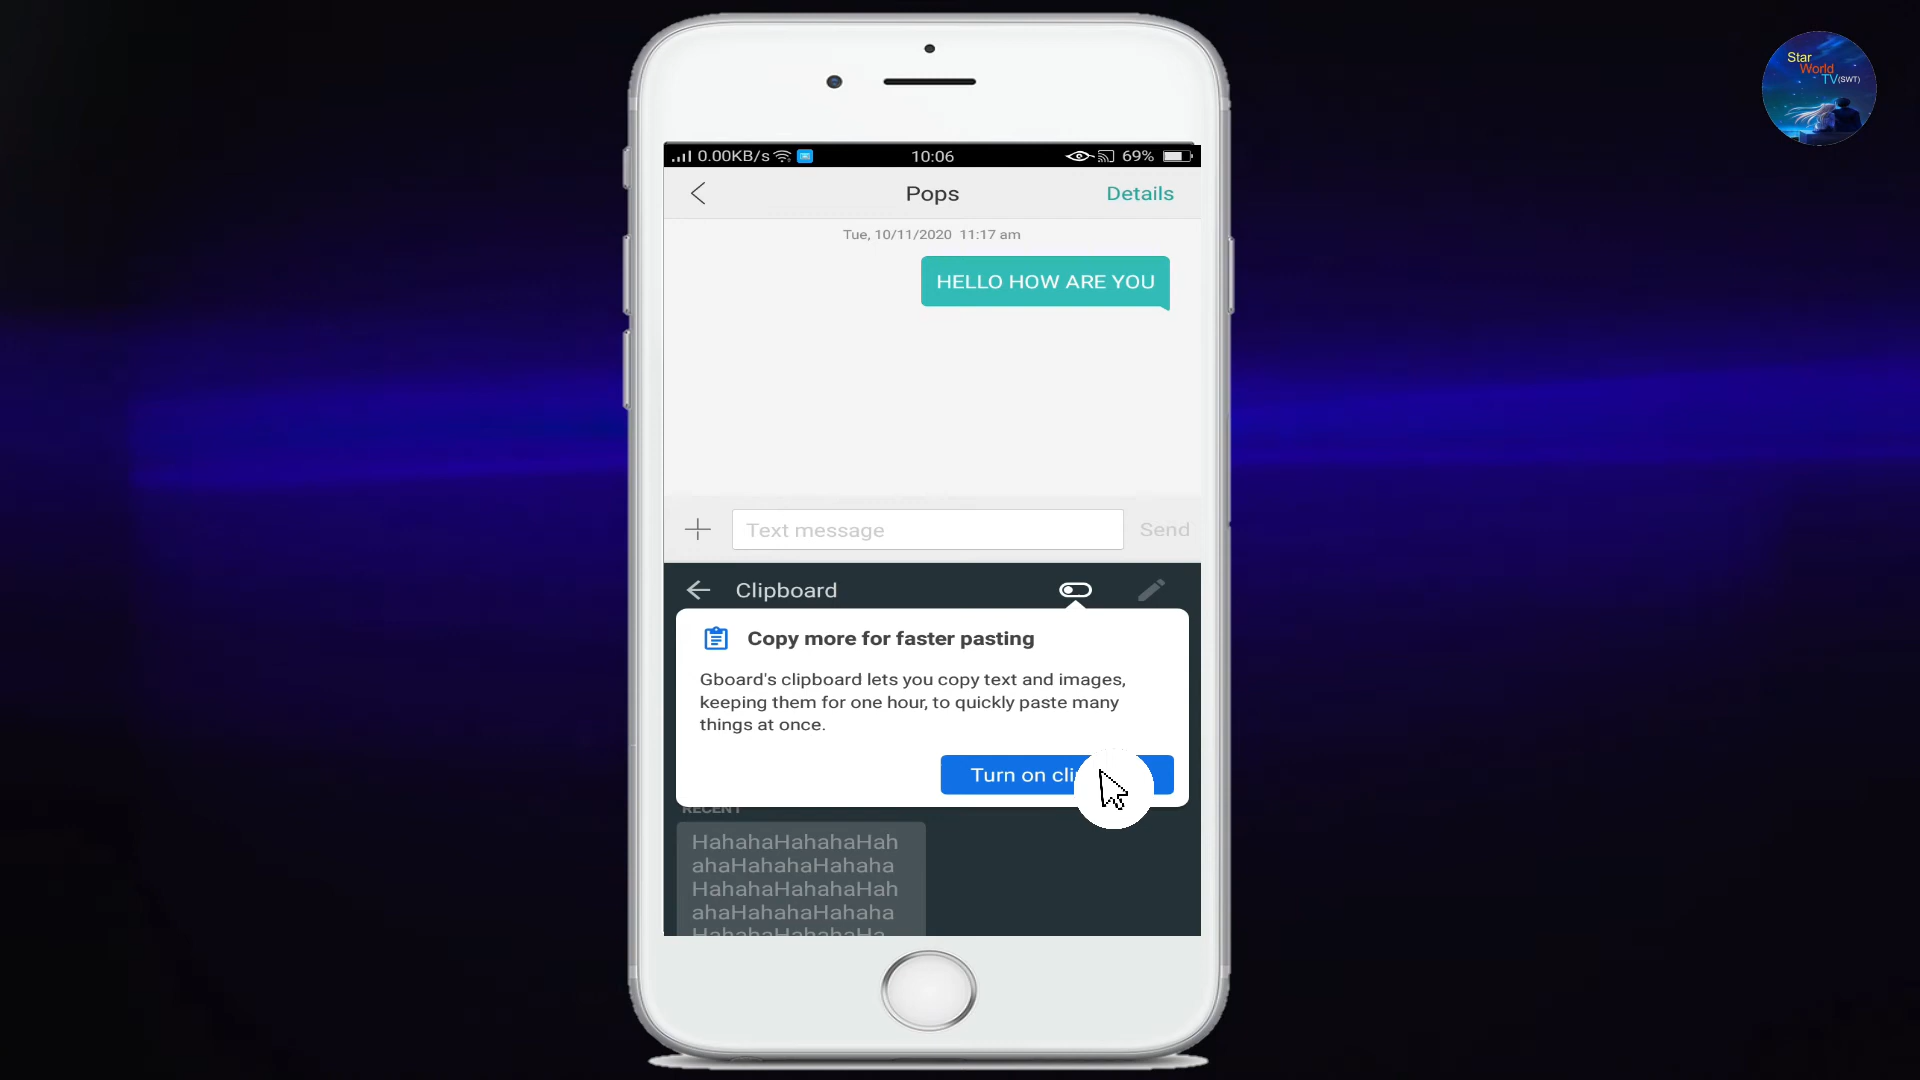 Star
World
TV(SWT)
0.00KB/s
10:06
69%
Pops
Details
Tue, 10/11/2020 11:17 am
HELLO HOW ARE YOU
Text message
Send
Clipboard
Copy more for faster pasting
Gboard's clipboard lets you copy text and images,
keeping them for one hour, to quickly paste many
things at once.
Turn on
RECENT
HahahaHahahaHah
ahaHahahaHahaha
HahahaHahahaHah
ahaHahahaHahaha
HahahaHahahaHa